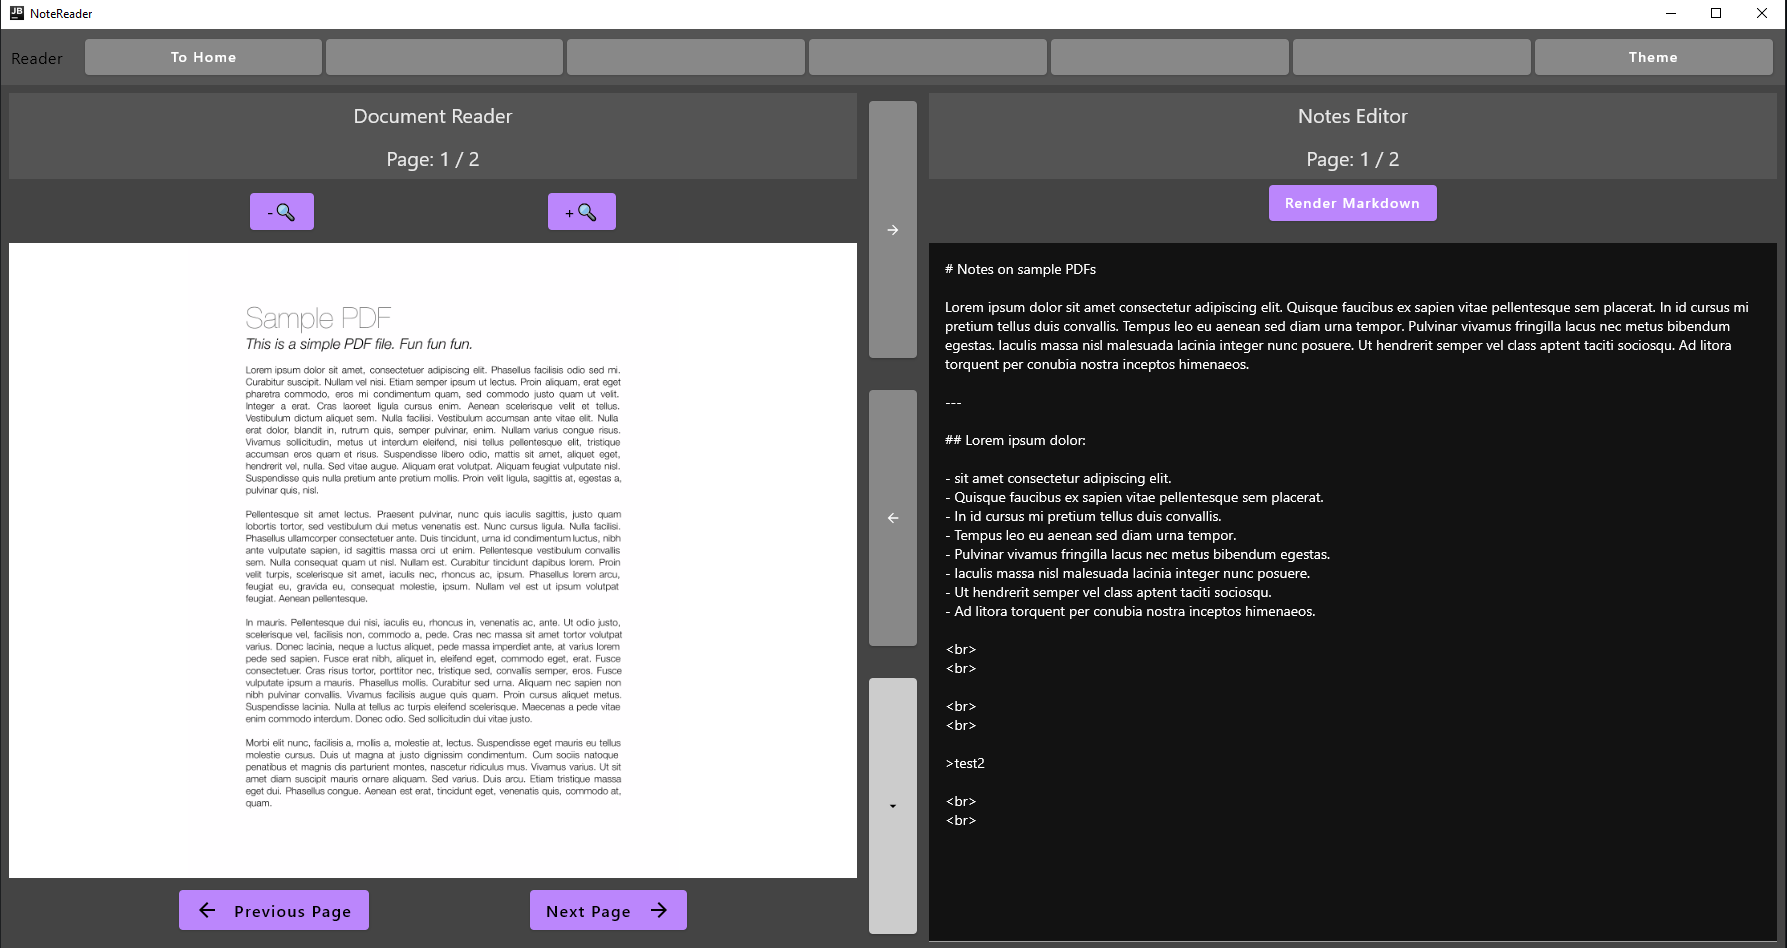 JB NoteReader
Reader
To Home
Theme
Document Reader
Page: 1 / 2
-
+
Sample PDF
This is a simple PDF file. Fun fun fun.
Lorem ipsum dolor sit amet, consectetuer adipiscing elit. Phasellus facilisis odio sed mi.
Curabitur suscipit. Nullam vel nisi. Etiam semper ipsum ut lectus. Proin aliquam, erat eget
pharetra commodo, eros mi condimentum quam, sed commodo justo quam ut velit.
Integer a erat. Cras laoreet ligula cursus enim. Aenean scelerisque velit et tellus.
Vestibulum dictum aliquet sem. Nulla facilisi. Vestibulum accumsan ante vitae elit. Nulla
erat dolor, blandit in, rutrum quis, semper pulvinar, enim. Nullam varius congue risus.
Vivamus sollicitudin, metus ut interdum eleifend, nisi tellus pellentesque elit, tristique
accumsan eros quam et risus. Suspendisse libero odio, mattis sit amet, aliquet eget,
hendrerit vel, nulla. Sed vitae augue. Aliquam erat volutpat. Aliquam feugiat vulputate nisl.
Suspendisse quis nulla pretium ante pretium mollis. Proin velit ligula, sagittis at, egestas a,
pulvinar quis, nisl.
Pellentesque sit amet lectus. Praesent pulvinar, nunc quis iaculis sagittis, justo quam
lobortis tortor, sed vestibulum dui metus venenatis est. Nunc cursus ligula. Nulla facilisi.
Phasellus ullamcorper consectetuer ante. Duis tincidunt, urna id condimentum luctus, nibh
ante vulputate sapien, id sagittis massa orci ut enim. Pellentesque vestibulum convallis
sem. Nulla consequat quam ut nisl. Nullam est. Curabitur tincidunt dapibus lorem. Proin
velit turpis, scelerisque sit amet, iaculis nec, rhoncus ac, ipsum. Phasellus lorem arcu,
feugiat eu, gravida eu, consequat molestie, ipsum. Nullam vel est ut ipsum volutpat
feugiat. Aenean pellentesque.
In mauris. Pellentesque dui nisi, iaculis eu, rhoncus in, venenatis ac, ante. Ut odio justo,
scelerisque vel, facilisis non, commodo a, pede. Cras nec massa sit amet tortor volutpat
varius. Donec lacinia, neque a luctus aliquet, pede massa imperdiet ante, at varius lorem
pede sed sapien. Fusce erat nibh, aliquet in, eleifend eget, commodo eget, erat. Fusce
consectetuer. Cras risus tortor, porttitor nec, tristique sed, convallis semper, eros. Fusce
vulputate ipsum a mauris. Phasellus mollis. Curabitur sed urna. Aliquam nec sapien non
nibh pulvinar convallis. Vivamus facilisis augue quis quam. Proin cursus aliquet metus.
Suspendisse lacinia. Nulla at tellus ac turpis eleifend scelerisque. Maecenas a pede vitae
enim commodo interdum. Donec odio. Sed sollicitudin dui vitae justo.
Morbi elit nunc, facilisis a, mollis a, molestie at, lectus. Suspendisse eget mauris eu tellus
molestie cursus. Duis ut magna at justo dignissim condimentum. Cum sociis natoque
penatibus et magnis dis parturient montes, nascetur ridiculus mus. Vivamus varius. Ut sit
amet diam suscipit mauris ornare aliquam. Sed varius. Duis arcu. Etiam tristique massa
eget dui. Phasellus congue. Aenean est erat, tincidunt eget, venenatis quis, commodo at,
quam.
Previous Page
Next Page
Notes Editor
Page: 1 / 2
Render Markdown
# Notes on sample PDFs
Lorem ipsum dolor sit amet consectetur adipiscing elit. Quisque faucibus ex sapien vitae pellentesque sem placerat. In id cursus mi
pretium tellus duis convallis. Tempus leo eu aenean sed diam urna tempor. Pulvinar vivamus fringilla lacus nec metus bibendum
egestas. Iaculis massa nisl malesuada lacinia integer nunc posuere. Ut hendrerit semper vel class aptent taciti sociosqu. Ad litora
torquent per conubia nostra inceptos himenaeos.
---
## Lorem ipsum dolor:
- sit amet consectetur adipiscing elit.
- Quisque faucibus ex sapien vitae pellentesque sem placerat.
- In id cursus mi pretium tellus duis convallis.
- Tempus leo eu aenean sed diam urna tempor.
- Pulvinar vivamus fringilla lacus nec metus bibendum egestas.
- Iaculis massa nisl malesuada lacinia integer nunc posuere.
- Ut hendrerit semper vel class aptent taciti sociosqu.
- Ad litora torquent per conubia nostra inceptos himenaeos.
<br>
<br>
<br>
<br>
>test2
<br>
<br>